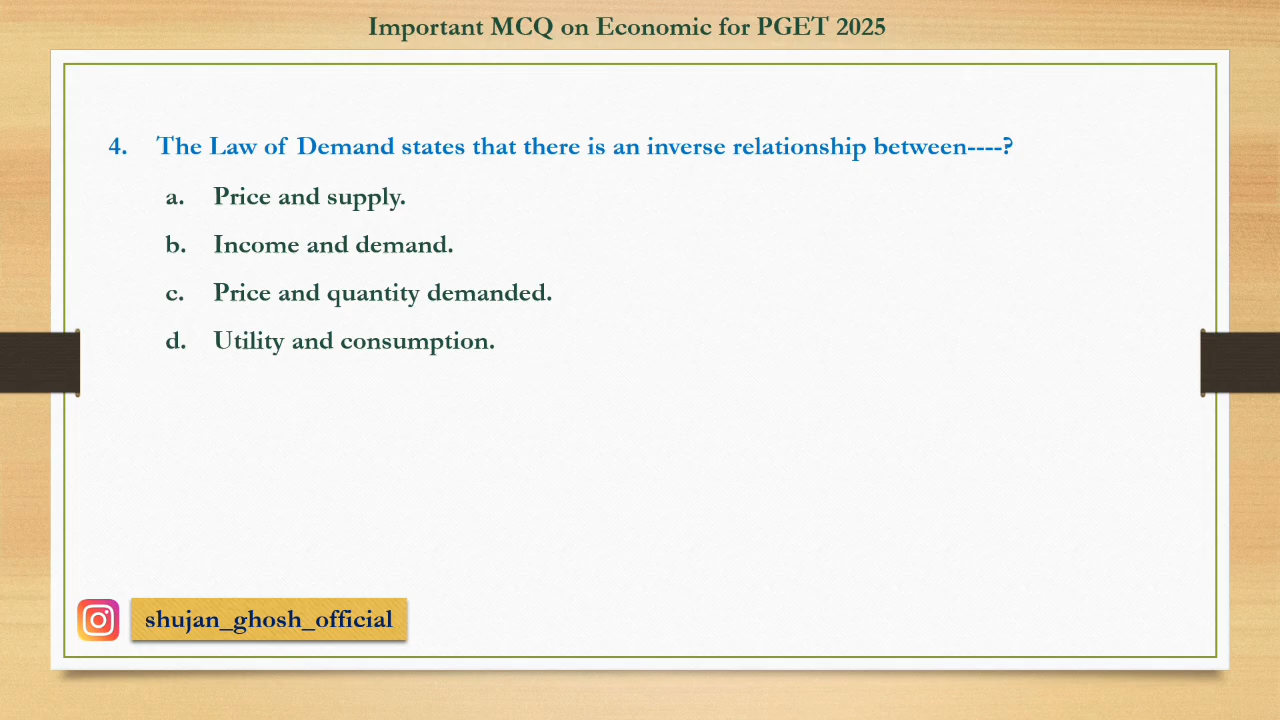 Important MCQ on Economic for PGET 2025
4. The Law of Demand states that there is an inverse relationship between----?
a. Price and supply.
b. Income and demand.
c. Price and quantity demanded.
d. Utility and consumption.
shujan_ghosh_official